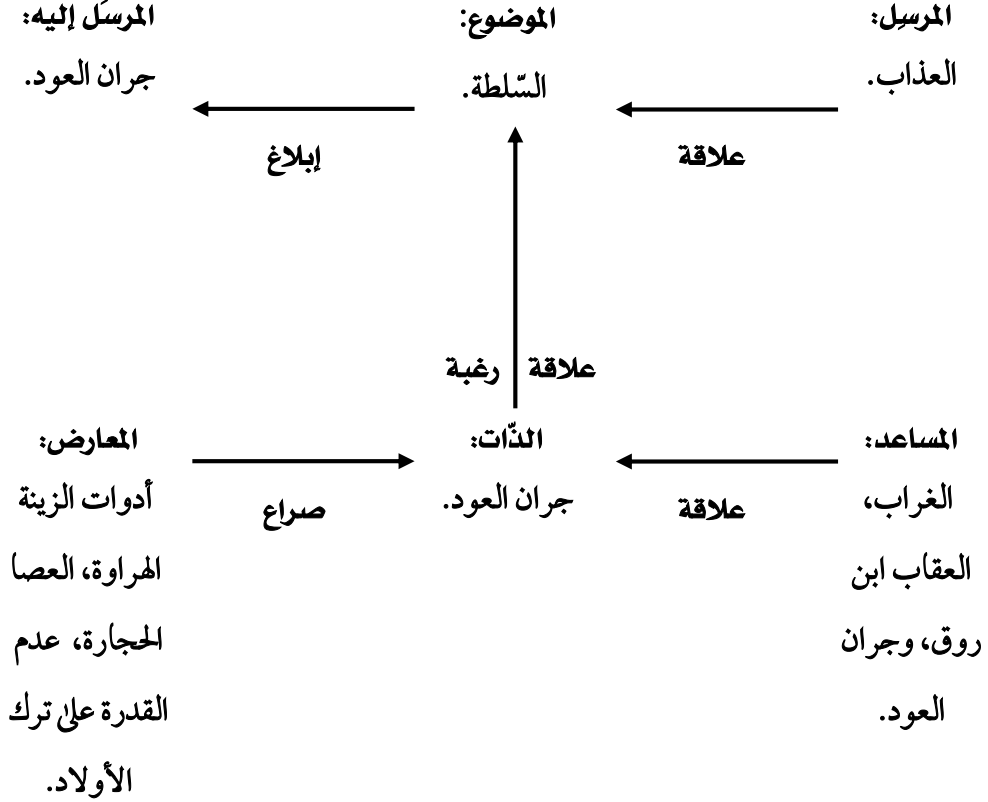 المرسِل:
العذاب.
علاقة
الموضوع:
السّلطة.
إبلاغ
المرسَل إليه:
جران العود.
علاقة
رغبة
المساعد:
الغراب،
العقاب ابن
روق، وجران
العود.
علاقة
الذّات:
جران العود.
صراع
المعارض:
أدوات الزينة
الهراوة، العصا
الحجارة، عدم
القدرة على ترك
الأولاد.